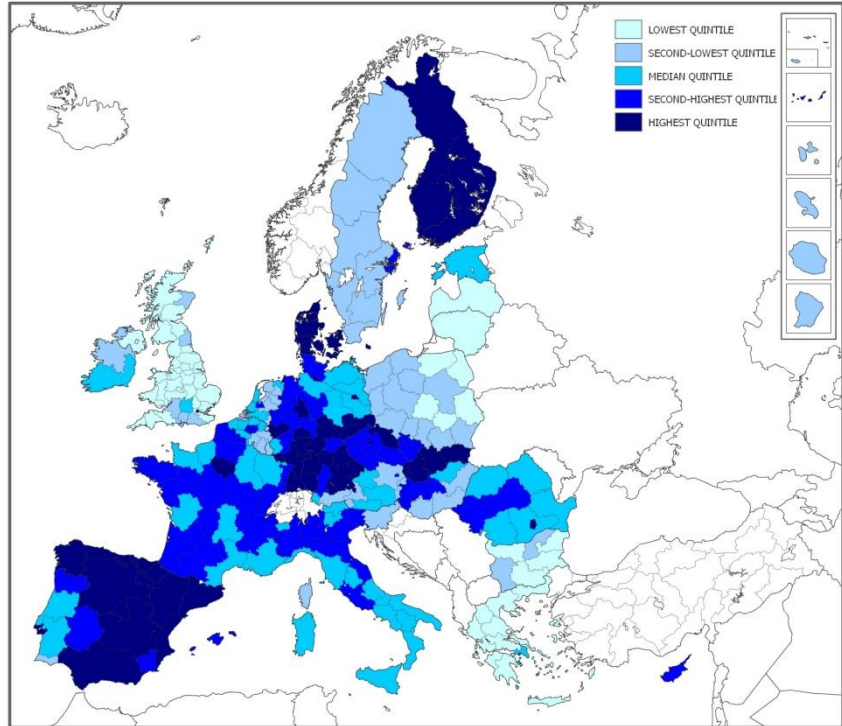 LOWEST QUINTILE
SECOND-LOWEST QUINTILE
MEDIAN QUINTILE
SECOND-HIGHEST QUINTILE
HIGHEST QUINTILE